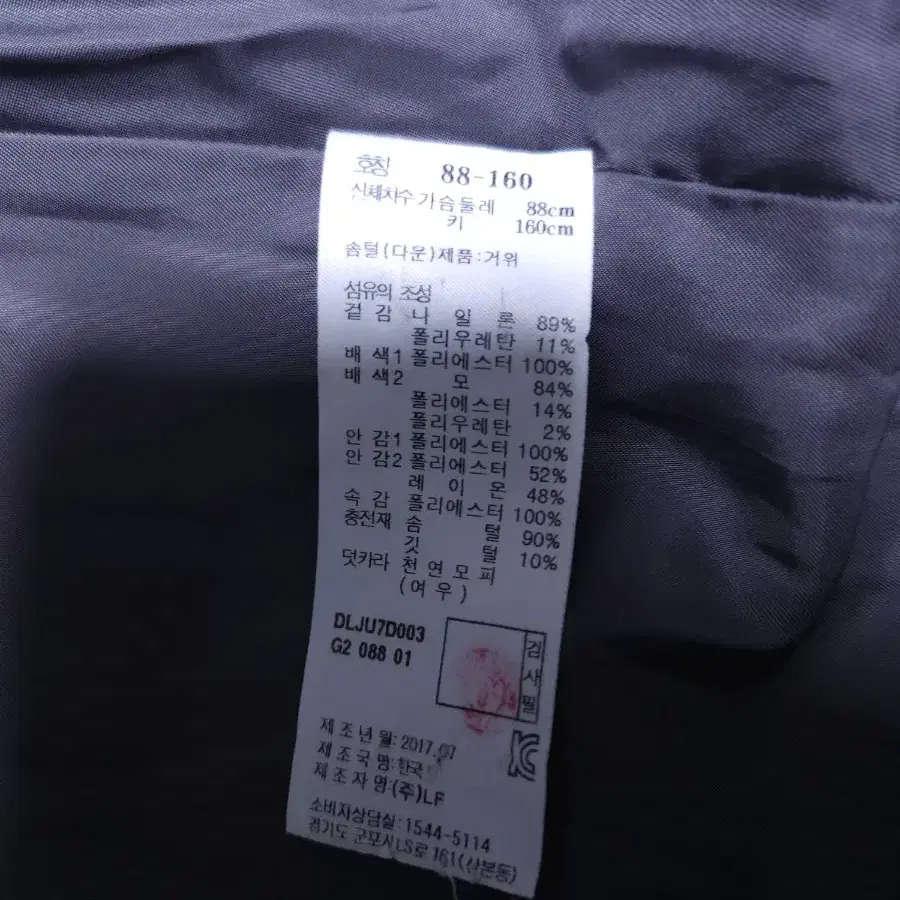 호칭 88-160
신체치수 가슴둘레 88cm
키 160cm
솜털(다운)제품:거위
섬유의 조성
겉감 나일론 89%
폴리우레탄 11%
배색1 폴리에스터 100%
배색2 모 84%
폴리에스터 14%
폴리우레탄 2%
안감1 폴리에스터 100%
안감2 폴리에스터 52%
레이온 48%
속감 폴리에스터 100%
충전재 솜털 90%
깃털 10%
덧카라 천연모피
(여우)
DLJU7D003
G2 088 01
검사필
제조년월:2017.07
제조국명:한국
제조자명:(주)LF
소비자상담실:1544-5114
경기도 군포시LS로 161(산본동)